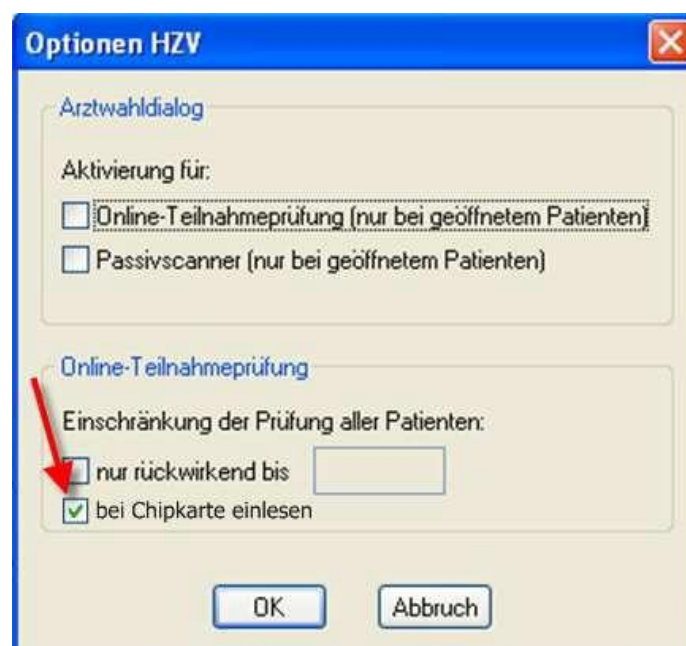 Optionen HZV
Arztwahldialog
Aktivierung für:
Online-Teilnahmeprüfung (nur bei geöffnetem Patienten)
Passivscanner (nur bei geöffnetem Patienten)
Online-Teilnahmeprüfung
Einschränkung der Prüfung aller Patienten:
nur rückwirkend bis
bei Chipkarte einlesen
OK Abbruch